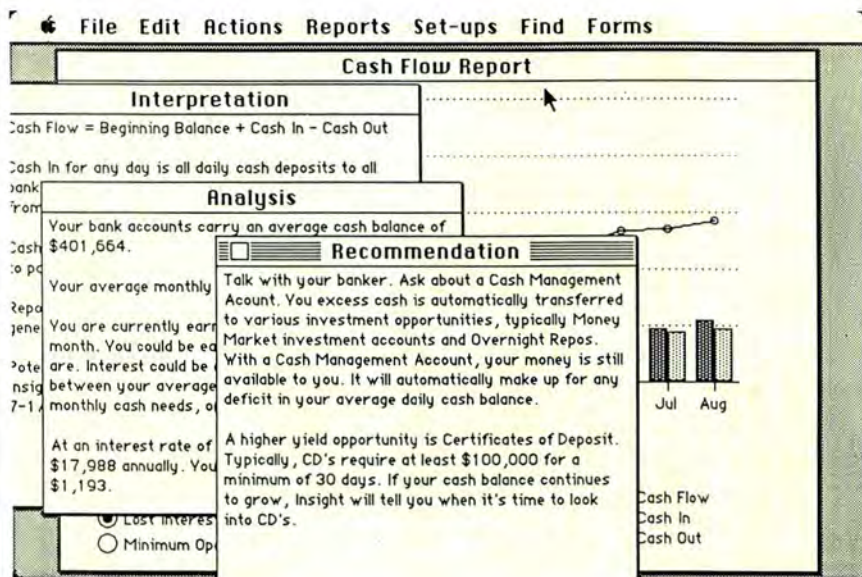 File Edit Actions Reports Set-ups Find Forms
Cash Flow Report
Interpretation
Cash Flow = Beginning Balance + Cash In - Cash Out
Cash In for any day is all daily cash deposits to all
bank
from
Cash
to
Analysis
Your bank accounts carry an average cash balance of
$401,664.
Your average monthly
You are currently
month. You could be
are. Interest could be
between your average
monthly cash needs,
At an interest rate of
$17,988 annually. You
$1,193.
Recommendation
Talk with your banker. Ask about a Cash Management
Acount. You excess cash is automatically transferred
to various investment opportunities, typically Money
Market investment accounts and Overnight Repos.
With a Cash Management Account, your money is still
available to you. It will automatically make up for any
deficit in your average daily cash balance.
A higher yield opportunity is Certificates of Deposit.
Typically, CD's require at least $100,000 for a
minimum of 30 days. If your cash balance continues
to grow, Insight will tell you when it's time to look
into CD's.
Jul Aug
Cash Flow
Cash In
Cash Out
Lost
Minimum